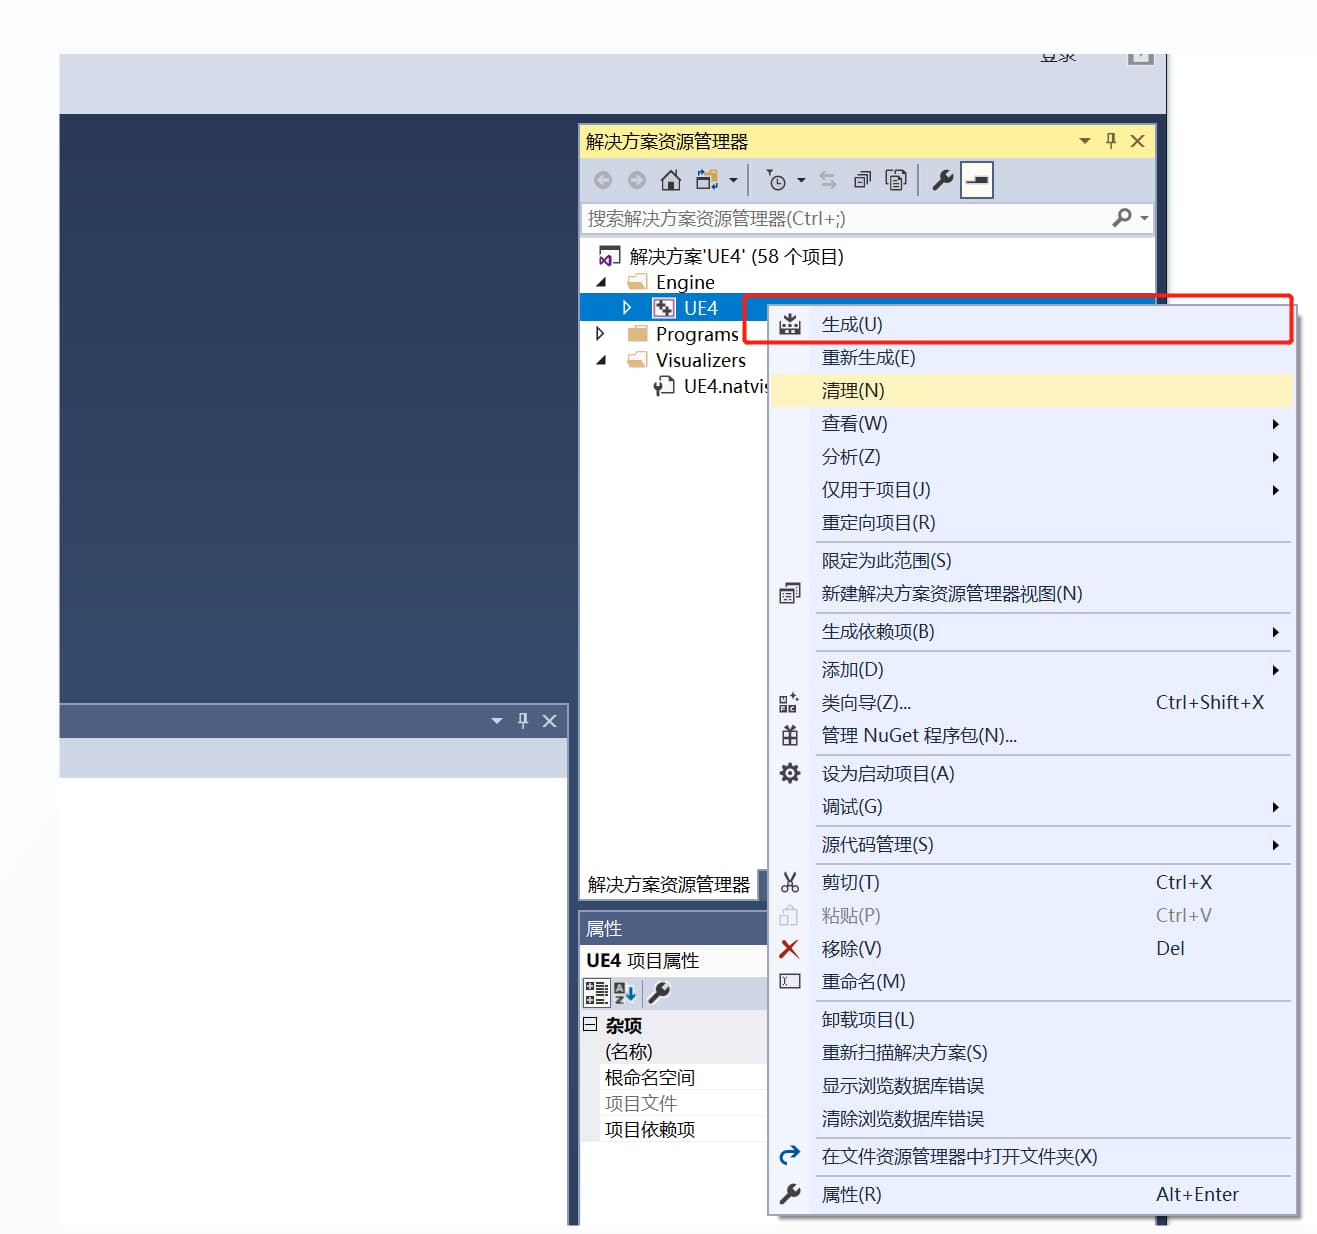 登录
解决方案资源管理器
搜索解决方案资源管理器(Ctrl+;)
解决方案'UE4' (58 个项目)
Engine
UE4
Programs
Visualizers
UE4.natvis
生成(U)
重新生成(E)
清理(N)
查看(W)
分析(Z)
仅用于项目(J)
重定向项目(R)
限定为此范围(S)
新建解决方案资源管理器视图(N)
生成依赖项(B)
添加(D)
类向导(Z)... Ctrl+Shift+X
管理 NuGet 程序包(N)...
设为启动项目(A)
调试(G)
源代码管理(S)
剪切(T) Ctrl+X
粘贴(P) Ctrl+V
移除(V) Del
重命名(M)
卸载项目(L)
重新扫描解决方案(S)
显示浏览数据库错误
清除浏览数据库错误
在文件资源管理器中打开文件夹(X)
属性(R) Alt+Enter
解决方案资源管理器
属性
UE4 项目属性
杂项
(名称)
根命名空间
项目文件
项目依赖项